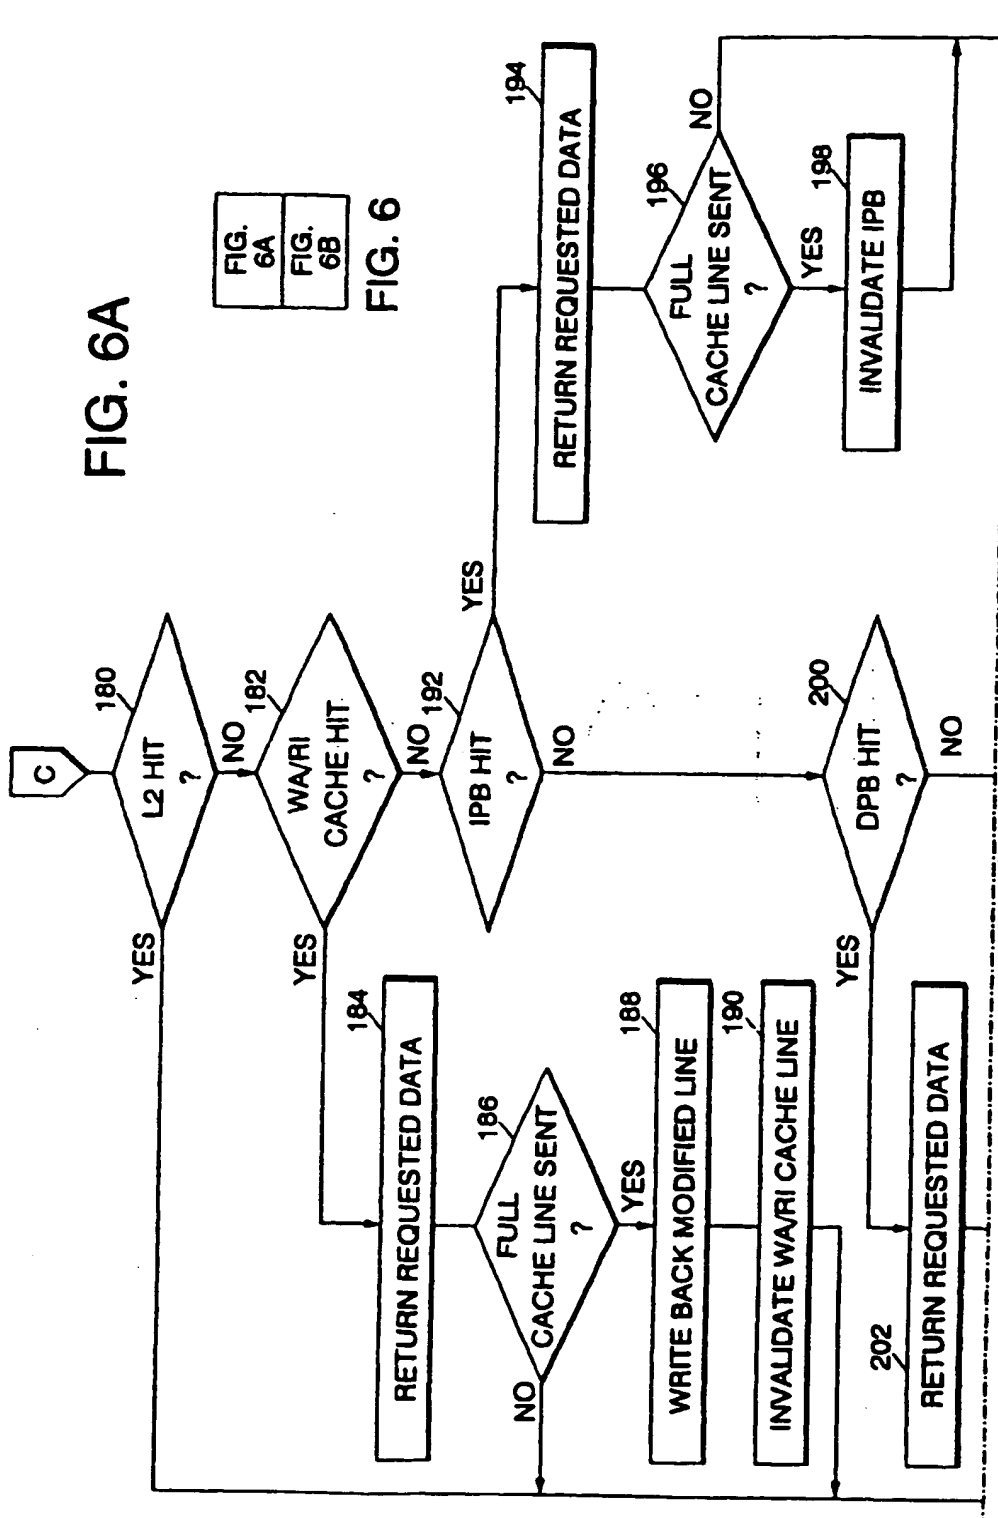 FIG. 6A
FIG.
6A
FIG.
6B
FIG. 6
C
180
L2 HIT
?
YES
NO
182
WA/RI
CACHE HIT
?
YES
NO
184
RETURN REQUESTED DATA
186
FULL
CACHE LINE SENT
?
NO
YES
188
WRITE BACK MODIFIED LINE
190
INVALIDATE WA/RI CACHE LINE
192
IPB HIT
?
YES
NO
194
RETURN REQUESTED DATA
196
FULL
CACHE LINE SENT
?
NO
YES
198
INVALIDATE IPB
200
DPB HIT
?
YES
NO
202
RETURN REQUESTED DATA